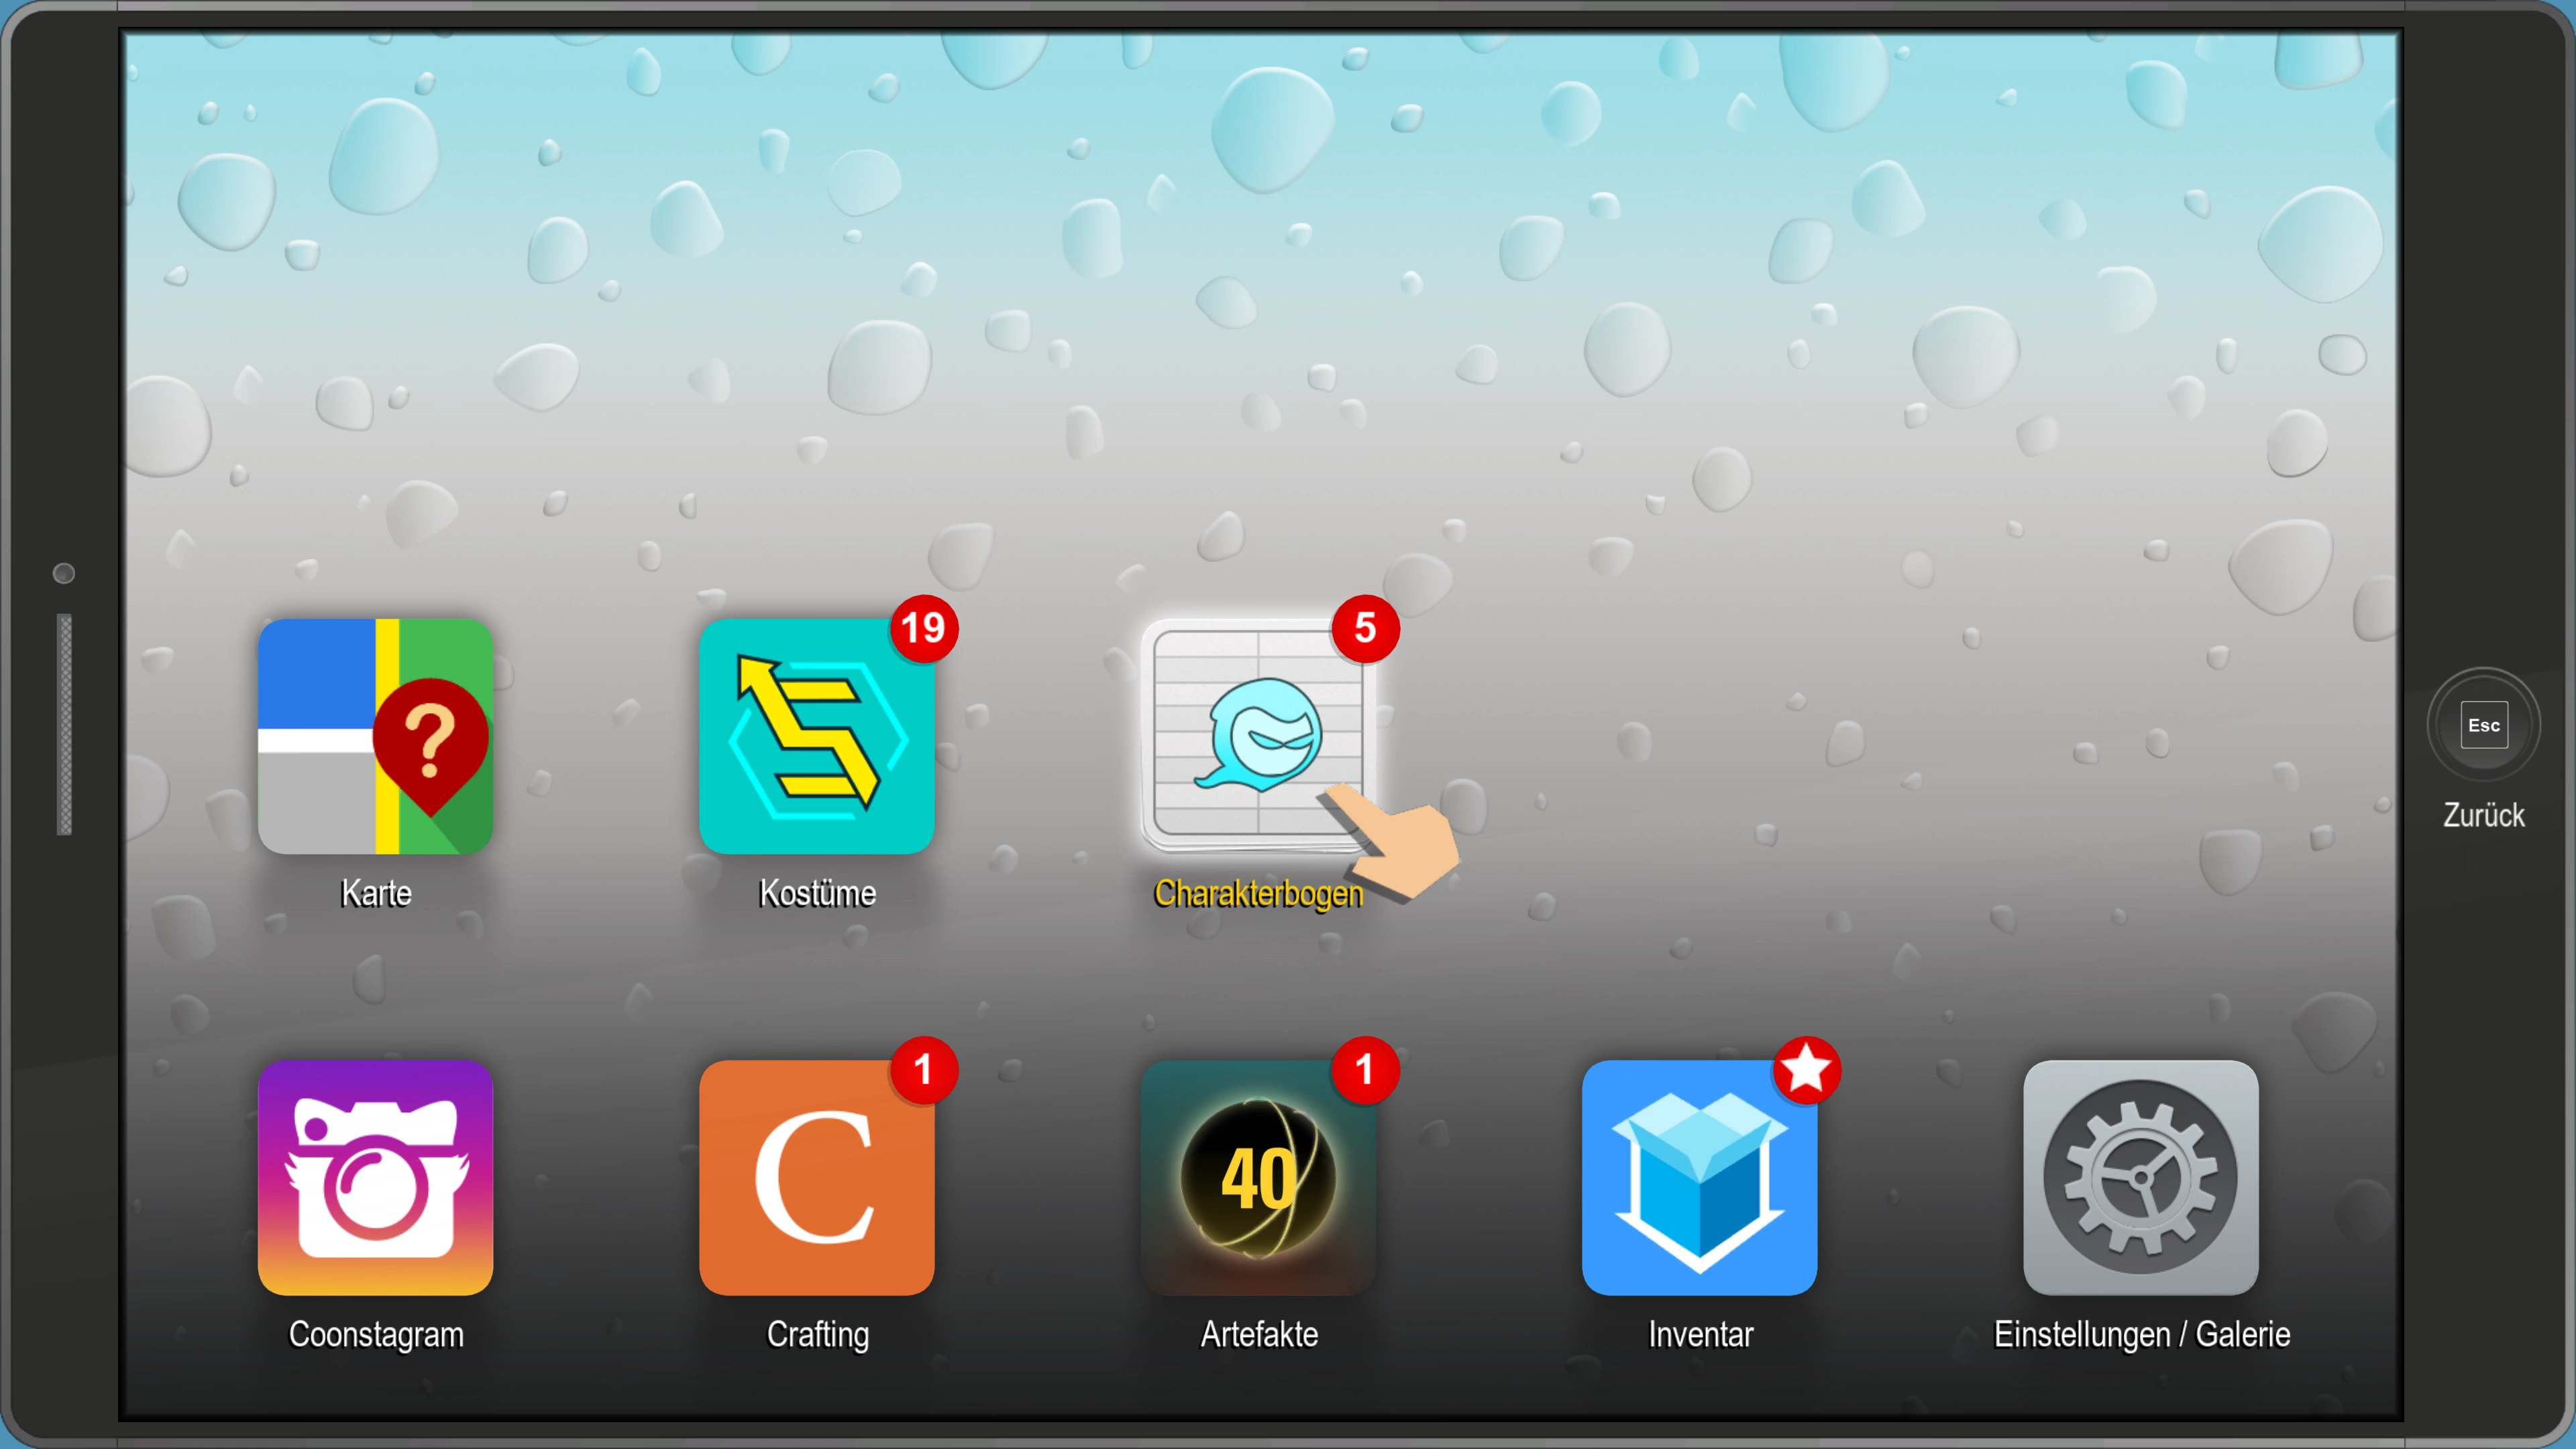 19
5
?
Karte
Kostüme
Charakterbogen
Esc
Zurück
1
1
C
40
Coonstagram
Crafting
Artefakte
Inventar
Einstellungen / Galerie